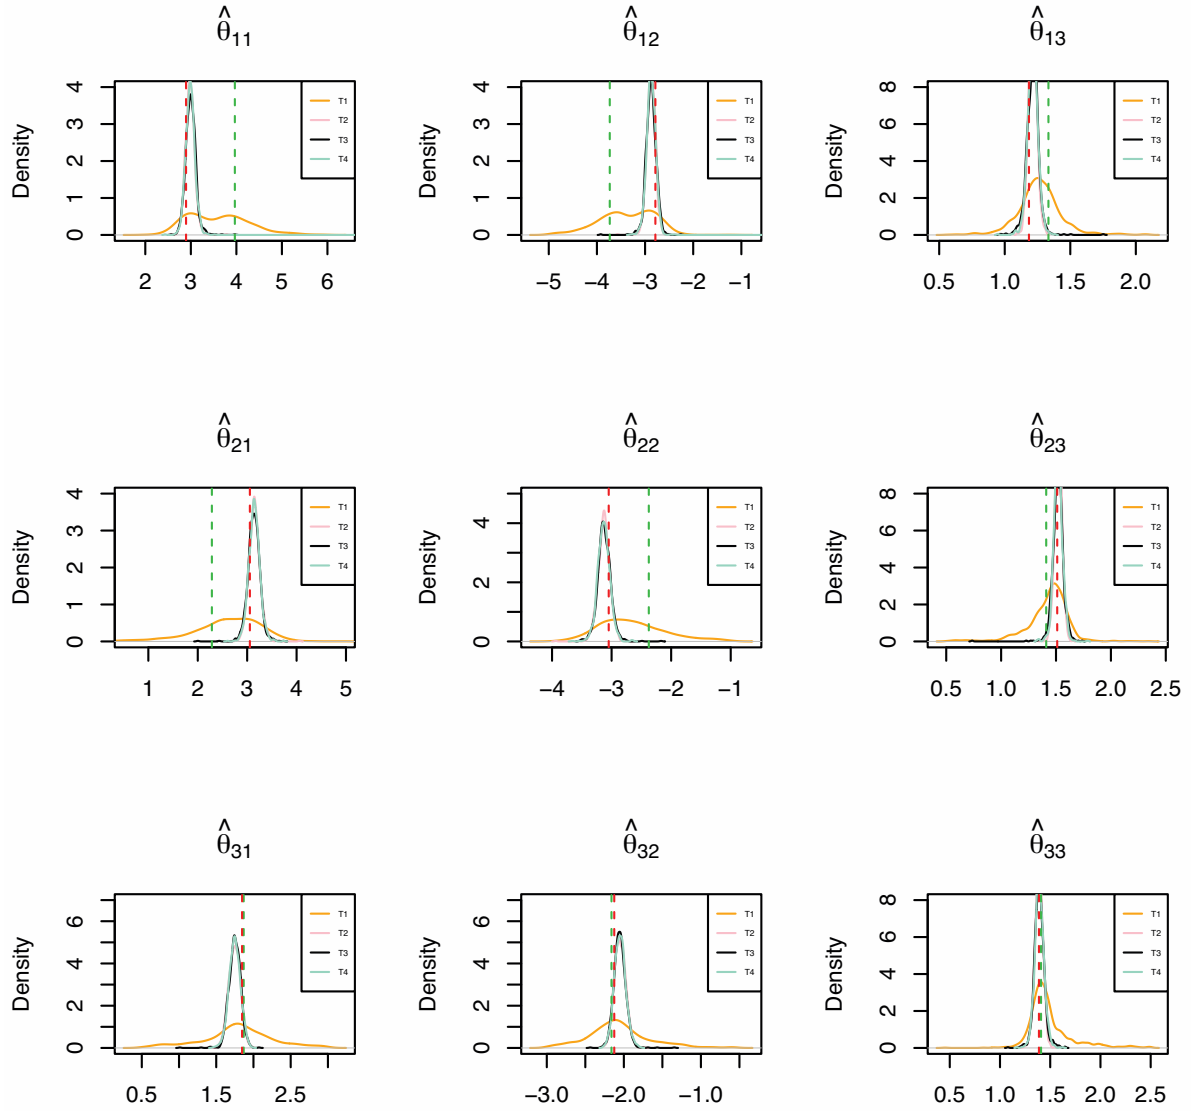 θ̂11
θ̂12
θ̂13
Density
0 1 2 3 4
2 3 4 5 6
T1
T2
T3
T4
Density
0 1 2 3 4
−5 −4 −3 −2 −1
T1
T2
T3
T4
Density
0 2 4 6 8
0.5 1.0 1.5 2.0
T1
T2
T3
T4
θ̂21
θ̂22
θ̂23
Density
0 1 2 3 4
1 2 3 4 5
T1
T2
T3
T4
Density
0 2 4
−4 −3 −2 −1
T1
T2
T3
T4
Density
0 2 4 6 8
0.5 1.0 1.5 2.0 2.5
T1
T2
T3
T4
θ̂31
θ̂32
θ̂33
Density
0 2 4 6
0.5 1.5 2.5
T1
T2
T3
T4
Density
0 2 4 6
−3.0 −2.0 −1.0
T1
T2
T3
T4
Density
0 2 4 6 8
0.5 1.0 1.5 2.0 2.5
T1
T2
T3
T4